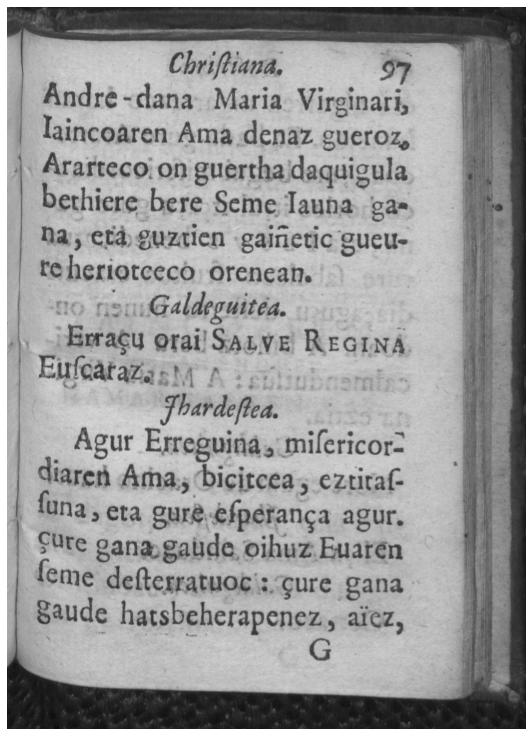 Chriſtiana. 97
Andre-dana Maria Virginari,
Iaincoaren Ama denaz gueroz,
Ararteco on guertha daquigula
bethiere bere Seme Iauna ga-
na, eta guztien gaiñetic gueu-
re heriotceco orenean.
Galdeguitea.
Erraçu orai SALVE REGINA
Euſcaraz.
Ihardeſtea.
Agur Erreguina, miſericor-
diaren Ama, bicitcea, eztitaſ-
ſuna, eta gure eſperança agur.
çure gana gaude oihuz Euaren
ſeme deſterratuoc: çure gana
gaude hatsbeherapenez, aïez,
G